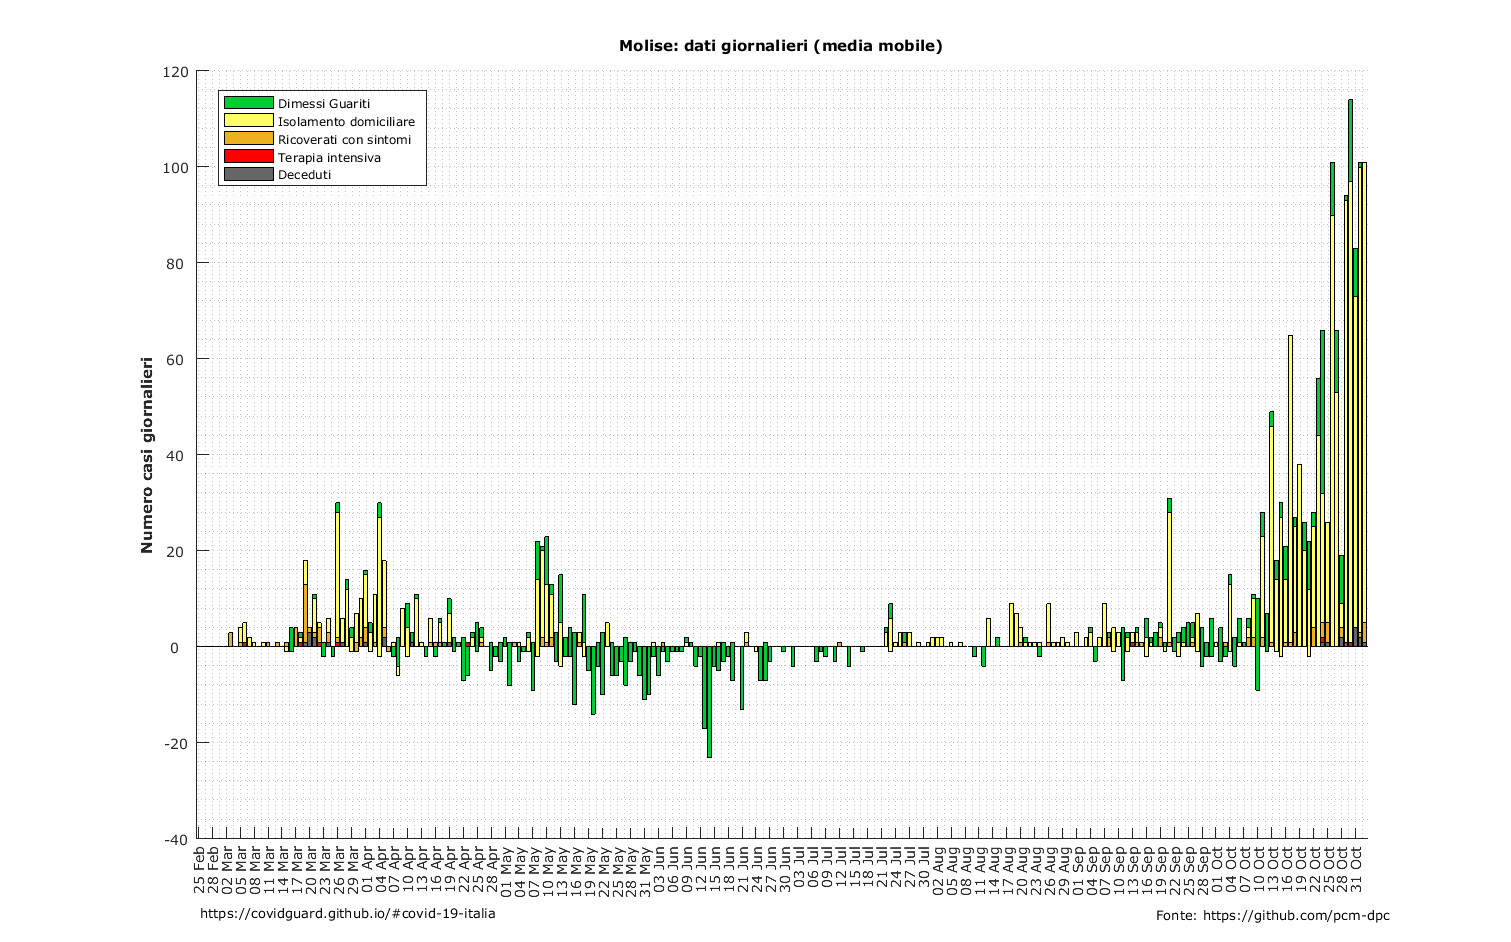 Molise: dati giornalieri (media mobile)
120
100
80
60
40
20
0
-20
-40
Numero casi giornalieri
Dimessi Guariti
Isolamento domiciliare
Ricoverati con sintomi
Terapia intensiva
Deceduti
25 Feb
28 Feb
02 Mar
05 Mar
08 Mar
11 Mar
14 Mar
17 Mar
20 Mar
23 Mar
26 Mar
29 Mar
01 Apr
04 Apr
07 Apr
10 Apr
13 Apr
16 Apr
19 Apr
22 Apr
25 Apr
28 Apr
01 May
04 May
07 May
10 May
13 May
16 May
19 May
22 May
25 May
28 May
31 May
03 Jun
06 Jun
09 Jun
12 Jun
15 Jun
18 Jun
21 Jun
24 Jun
27 Jun
30 Jun
03 Jul
06 Jul
09 Jul
12 Jul
15 Jul
18 Jul
21 Jul
24 Jul
27 Jul
30 Jul
02 Aug
05 Aug
08 Aug
11 Aug
14 Aug
17 Aug
20 Aug
23 Aug
26 Aug
29 Aug
01 Sep
04 Sep
07 Sep
10 Sep
13 Sep
16 Sep
19 Sep
22 Sep
25 Sep
28 Sep
01 Oct
04 Oct
07 Oct
10 Oct
13 Oct
16 Oct
19 Oct
22 Oct
25 Oct
28 Oct
31 Oct
https://covidguard.github.io/#covid-19-italia
Fonte: https://github.com/pcm-dpc